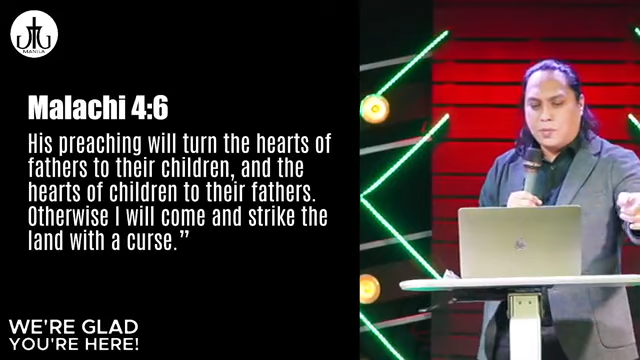 MANILA
Malachi 4:6
His preaching will turn the hearts of
fathers to their children, and the
hearts of children to their fathers.
Otherwise I will come and strike the
land with a curse.”
WE'RE GLAD
YOU'RE HERE!